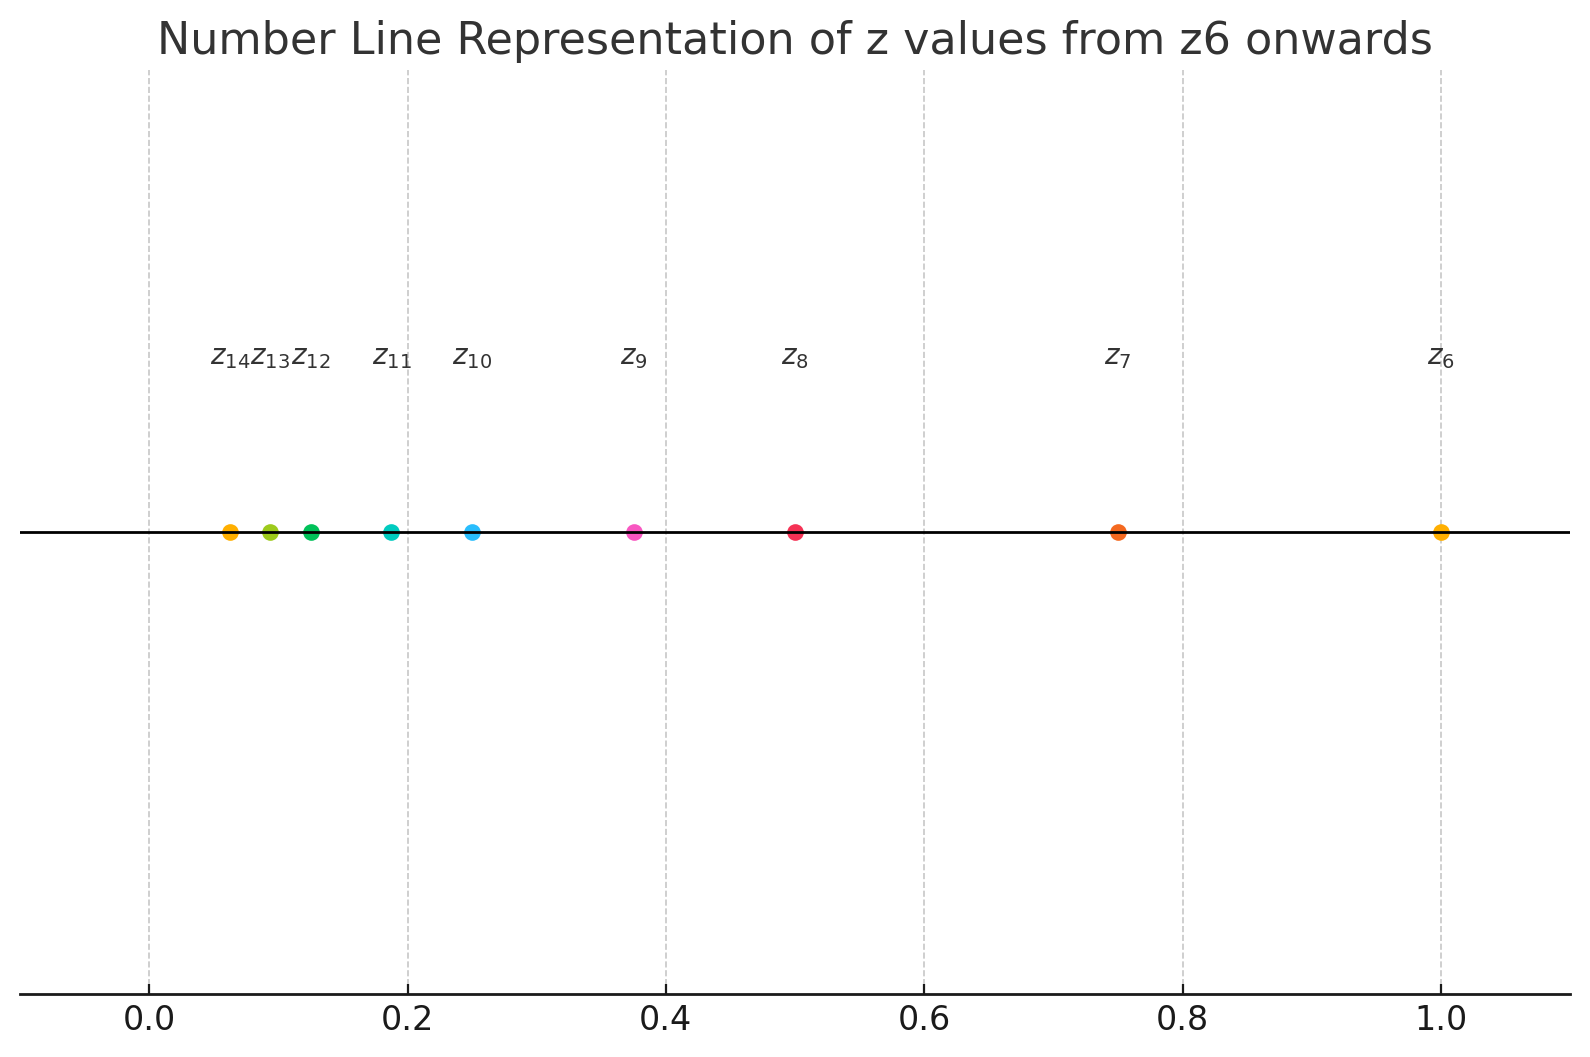 Number Line Representation of z values from z6 onwards
z₁₄ z₁₃ z₁₂ z₁₁ z₁₀ z₉ z₈ z₇ z₆
0.0 0.2 0.4 0.6 0.8 1.0